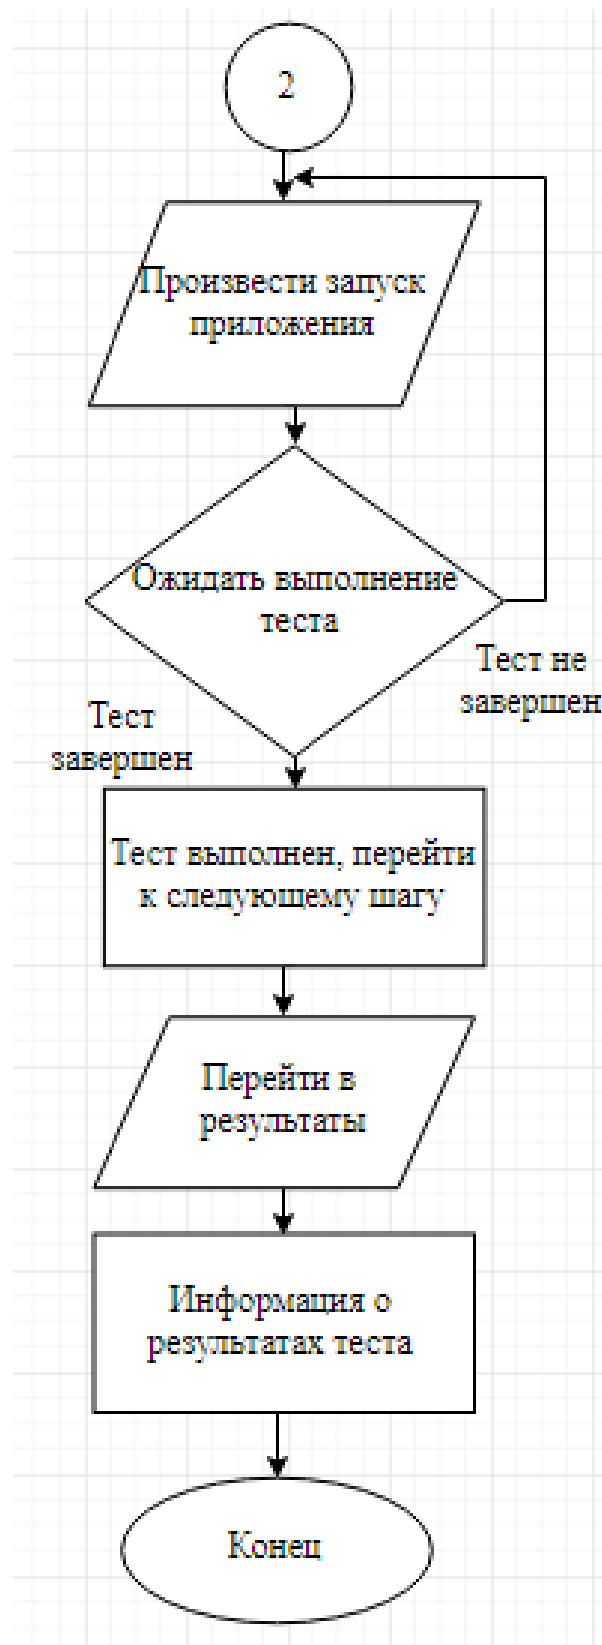 2
Произвести запуск
приложения
Ожидать выполнение
теста
Тест не
завершен
Тест
завершен
Тест выполнен, перейти
к следующему шагу
Перейти в
результаты
Информация о
результатах теста
Конец